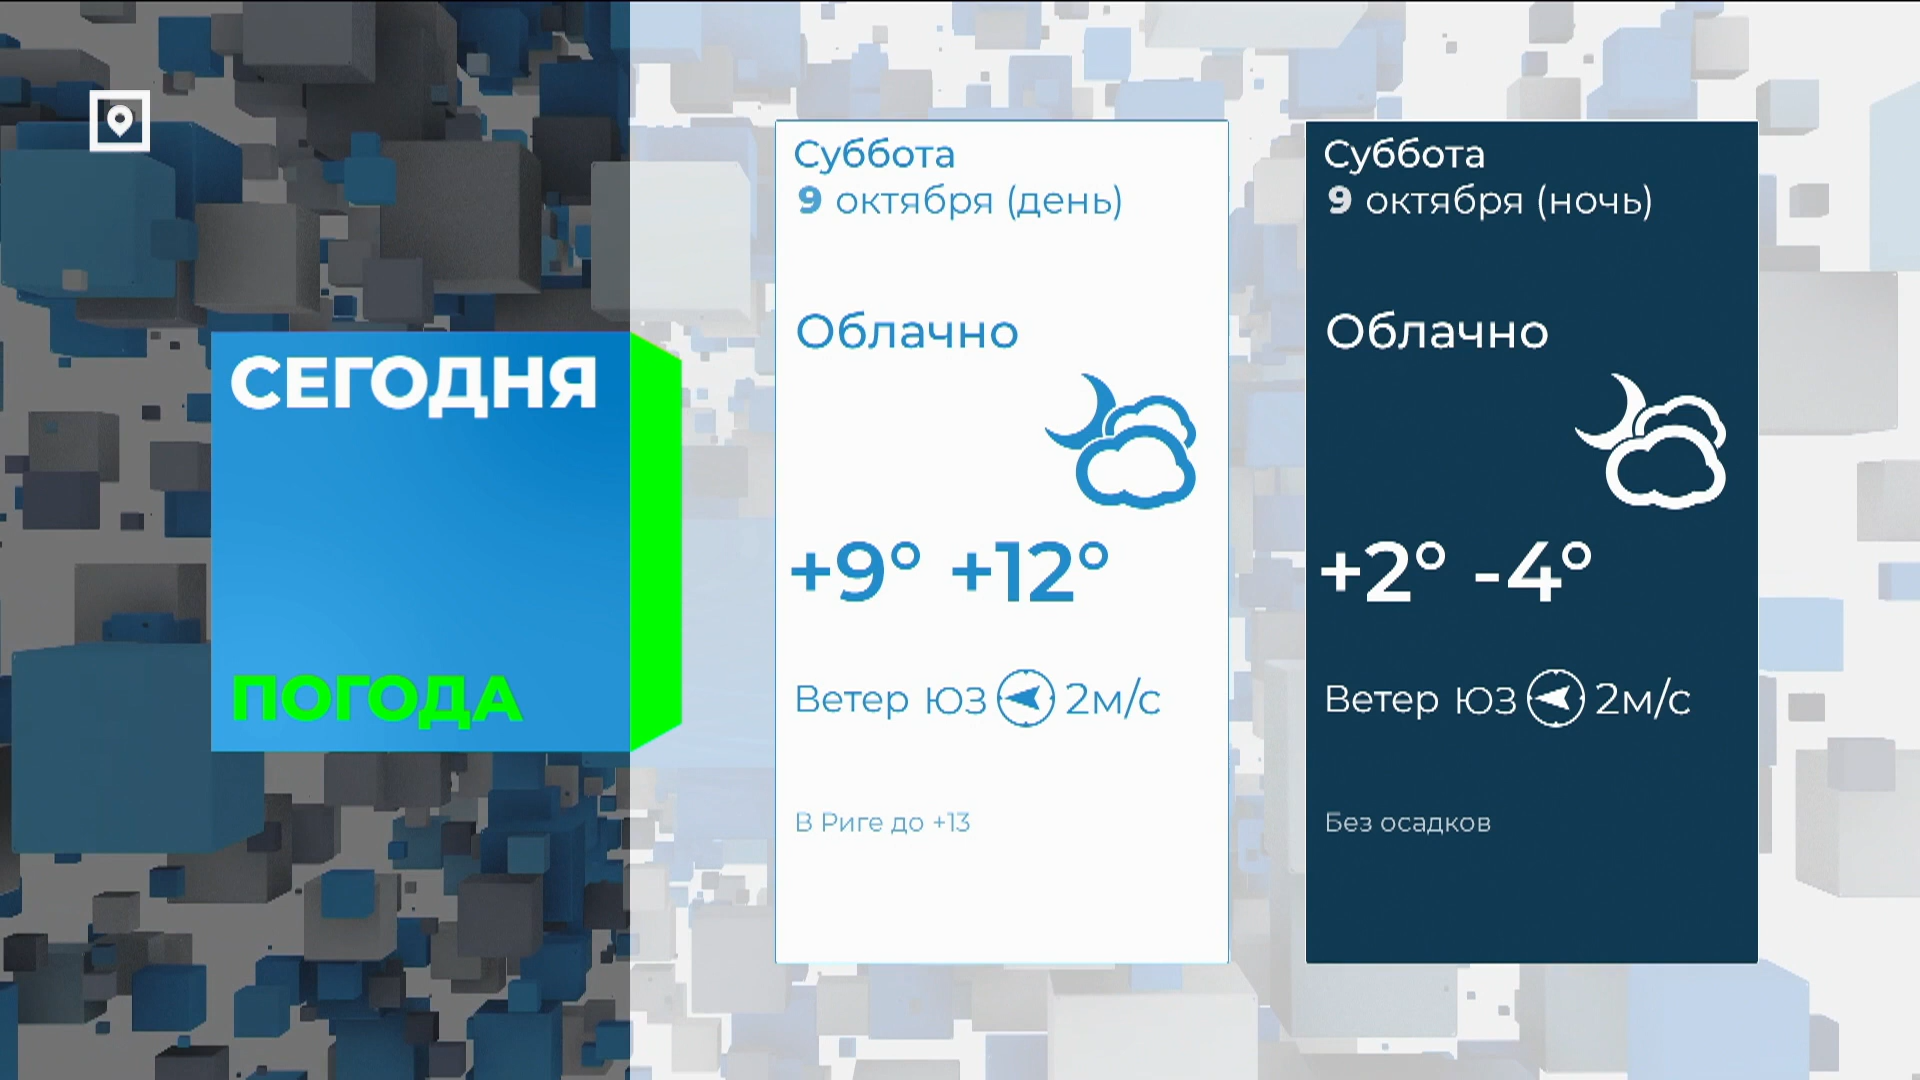 СЕГОДНЯ
ПОГОДА
Суббота
9 октября (день)
Облачно
+9° +12°
Ветер ЮЗ 2м/с
В Риге до +13
Суббота
9 октября (ночь)
Облачно
+2° -4°
Ветер ЮЗ 2м/с
Без осадков